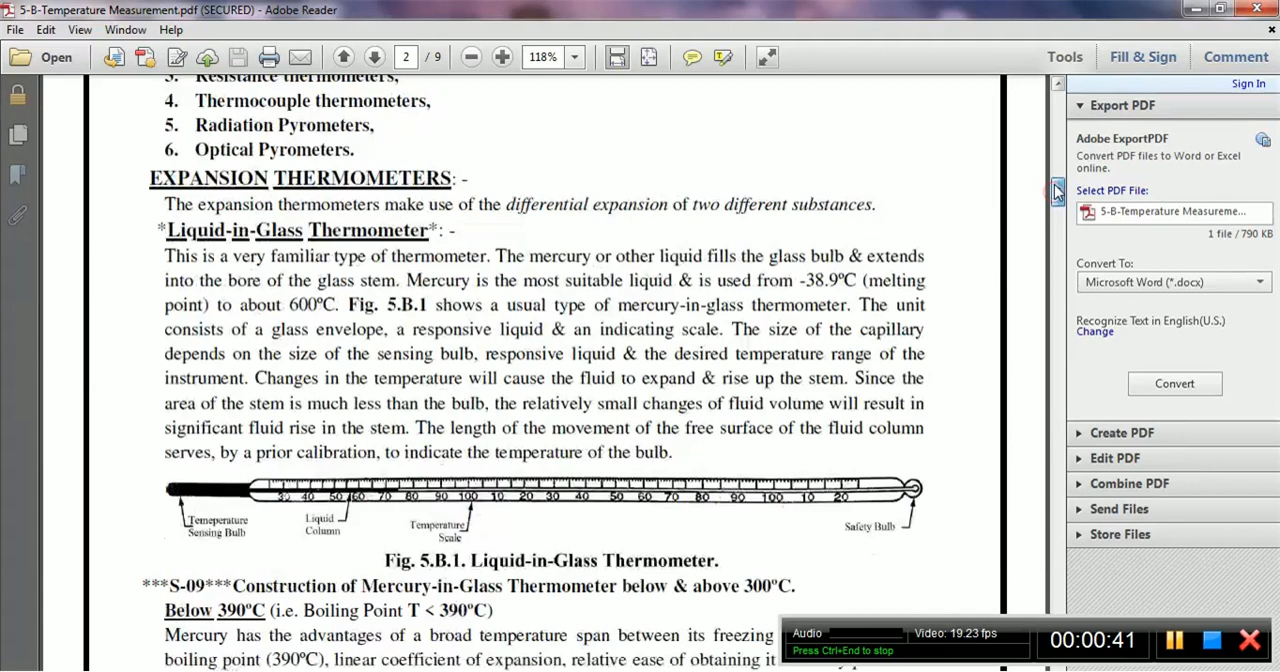 5-B-Temperature Measurement.pdf (SECURED) - Adobe Reader
File Edit View Window Help
Open 2 / 9 118% Tools Fill & Sign Comment
Sign In
3. Resistance thermometers,
4. Thermocouple thermometers,
5. Radiation Pyrometers,
6. Optical Pyrometers.
EXPANSION THERMOMETERS: -
The expansion thermometers make use of the differential expansion of two different substances.
*Liquid-in-Glass Thermometer*: -
This is a very familiar type of thermometer. The mercury or other liquid fills the glass bulb & extends
into the bore of the glass stem. Mercury is the most suitable liquid & is used from -38.9ºC (melting
point) to about 600ºC. Fig. 5.B.1 shows a usual type of mercury-in-glass thermometer. The unit
consists of a glass envelope, a responsive liquid & an indicating scale. The size of the capillary
depends on the size of the sensing bulb, responsive liquid & the desired temperature range of the
instrument. Changes in the temperature will cause the fluid to expand & rise up the stem. Since the
area of the stem is much less than the bulb, the relatively small changes of fluid volume will result in
significant fluid rise in the stem. The length of the movement of the free surface of the fluid column
serves, by a prior calibration, to indicate the temperature of the bulb.
30 40 50 60 70 80 90 100 10 20 30 40 50 60 70 80 90 100 10 20
Temeperature
Sensing Bulb
Liquid
Column
Temperature
Scale
Safety Bulb
Fig. 5.B.1. Liquid-in-Glass Thermometer.
***S-09***Construction of Mercury-in-Glass Thermometer below & above 300ºC.
Below 390ºC (i.e. Boiling Point T < 390ºC)
Mercury has the advantages of a broad temperature span between its freezing
boiling point (390ºC), linear coefficient of expansion, relative ease of obtaining it
Export PDF
Adobe ExportPDF
Convert PDF files to Word or Excel
online.
Select PDF File:
5-B-Temperature Measureme...
1 file / 790 KB
Convert To:
Microsoft Word (*.docx)
Recognize Text in English(U.S.)
Change
Convert
Create PDF
Edit PDF
Combine PDF
Send Files
Store Files
Audio Video: 19.23 fps
Press Ctrl+End to stop
00:00:41